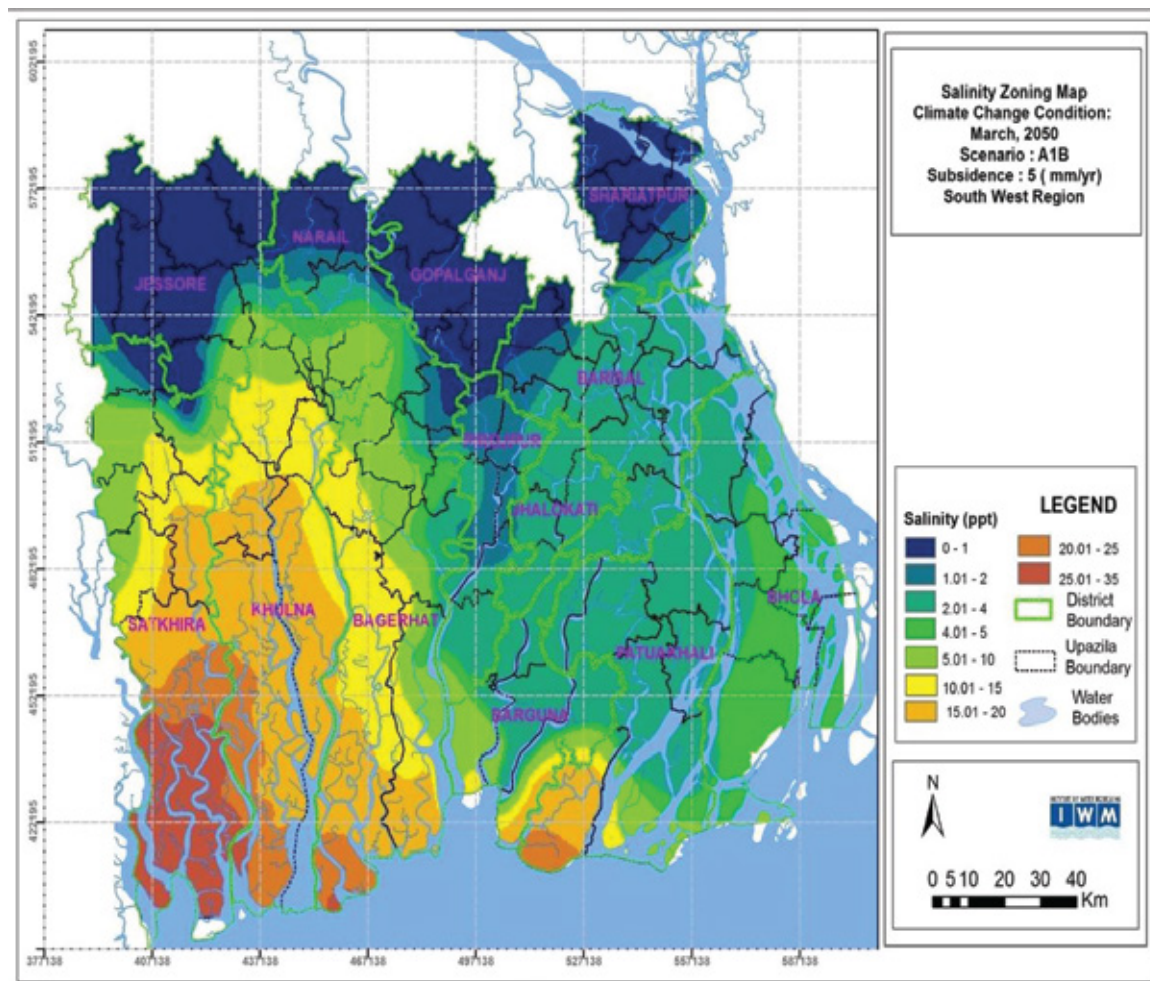 Salinity Zoning Map
Climate Change Condition:
March, 2050
Scenario : A1B
Subsidence : 5 ( mm/yr)
South West Region
602195
572195
542195
512195
482195
452195
422195
377138
407138
437138
467138
497138
527138
557138
587138
SHARIATPUR
NARAIL
GOPALGANJ
JESSORE
BARISAL
PIROJPUR
JHALOKATI
KHULNA
SATKHIRA
BAGERHAT
BHOLA
PATUAKHALI
BARGUNA
LEGEND
Salinity (ppt)
0 - 1
1.01 - 2
2.01 - 4
4.01 - 5
5.01 - 10
10.01 - 15
15.01 - 20
20.01 - 25
25.01 - 35
District
Boundary
Upazila
Boundary
Water
Bodies
N
IWM
0 5 10 20 30 40
Km